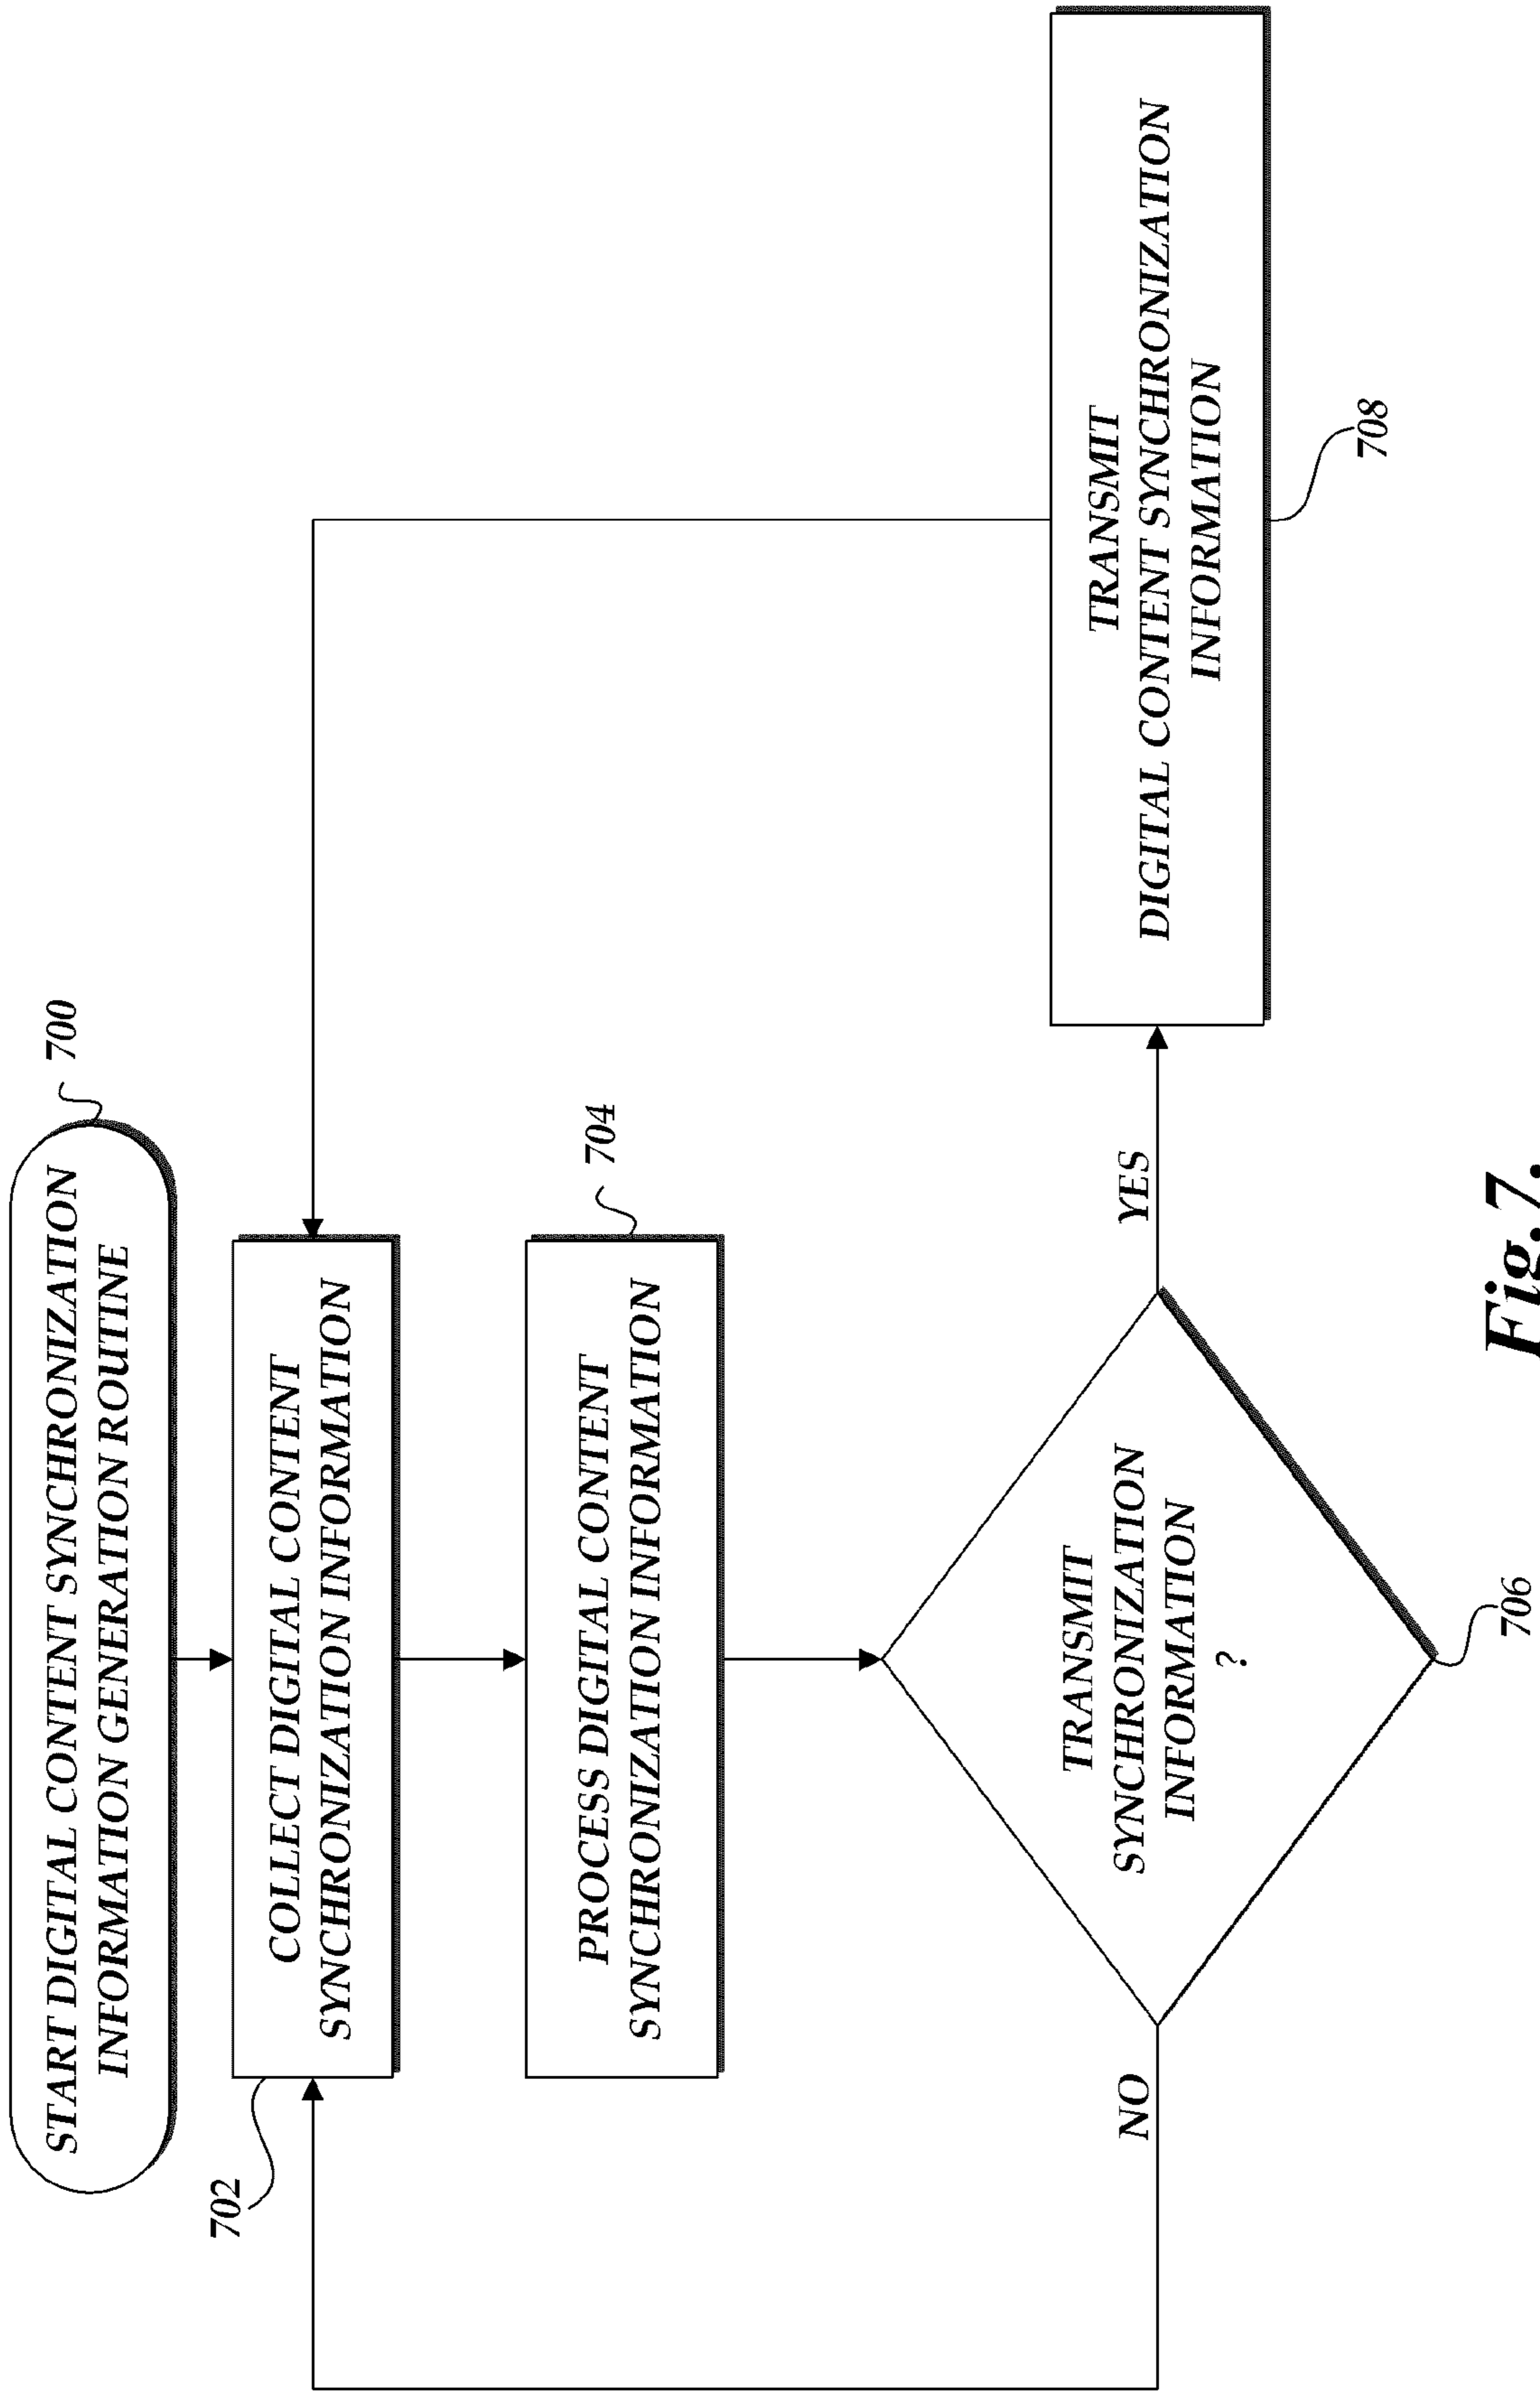 START DIGITAL CONTENT SYNCHRONIZATION
INFORMATION GENERATION ROUTINE
700
702
COLLECT DIGITAL CONTENT
SYNCHRONIZATION INFORMATION
PROCESS DIGITAL CONTENT
SYNCHRONIZATION INFORMATION
704
TRANSMIT
SYNCHRONIZATION
INFORMATION
?
NO
YES
706
TRANSMIT
DIGITAL CONTENT SYNCHRONIZATION
INFORMATION
708
Fig.7.